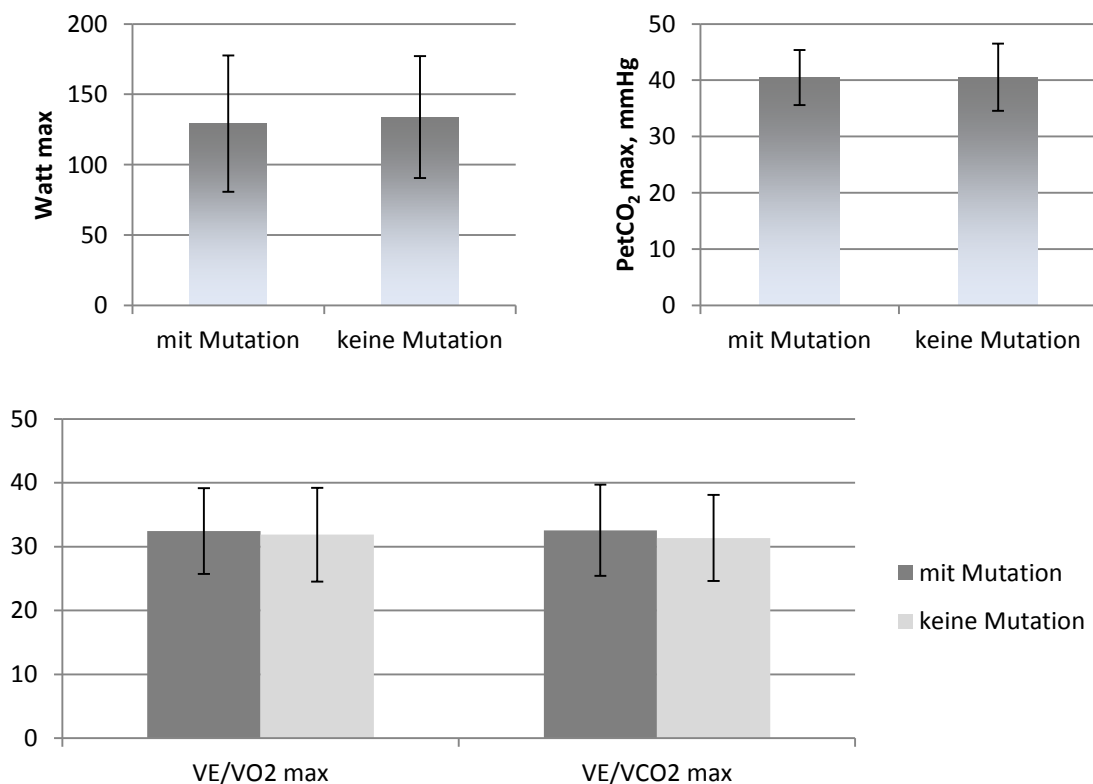 Watt max
200
150
100
50
0
mit Mutation
keine Mutation
PetCO₂ max, mmHg
50
40
30
20
10
0
mit Mutation
keine Mutation
50
40
30
20
10
0
VE/VO2 max
VE/VCO2 max
mit Mutation
keine Mutation